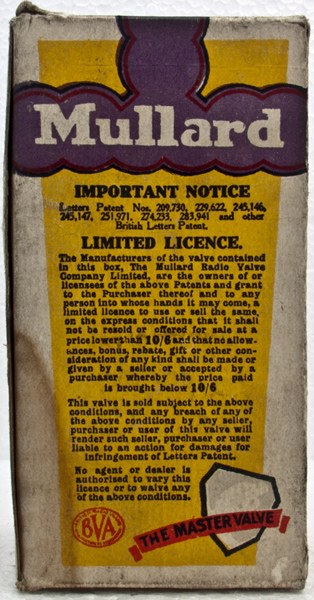 Mullard
IMPORTANT NOTICE
Letters Patent Nos. 209,730, 229,622, 245,146,
245,147, 251,971, 274,233, 283,941 and other
British Letters Patent.
LIMITED LICENCE.
The Manufacturers of the valve contained
in this box, The Mullard Radio Valve
Company Limited, are the owners of or
licensees of the above Patents and grant
to the Purchaser thereof and to any
person into whose hands it may come, a
limited licence to use or sell the same,
on the express conditions that it shall
not be resold or offered for sale at a
price lower than 10/6 and that no allow-
ances, bonus, rebate, gift or other con-
sideration of any kind shall be made or
given by a seller or accepted by a
purchaser whereby the price paid
is brought below 10/6
This valve is sold subject to the above
conditions, and any breach of any of
the above conditions by any seller,
purchaser or user of this valve will
render such seller, purchaser or user
liable to an action for damages for
infringement of Letters Patent.
No agent or dealer is
authorised to vary this
licence or to waive any
of the above conditions.
BVA
THE MASTER VALVE